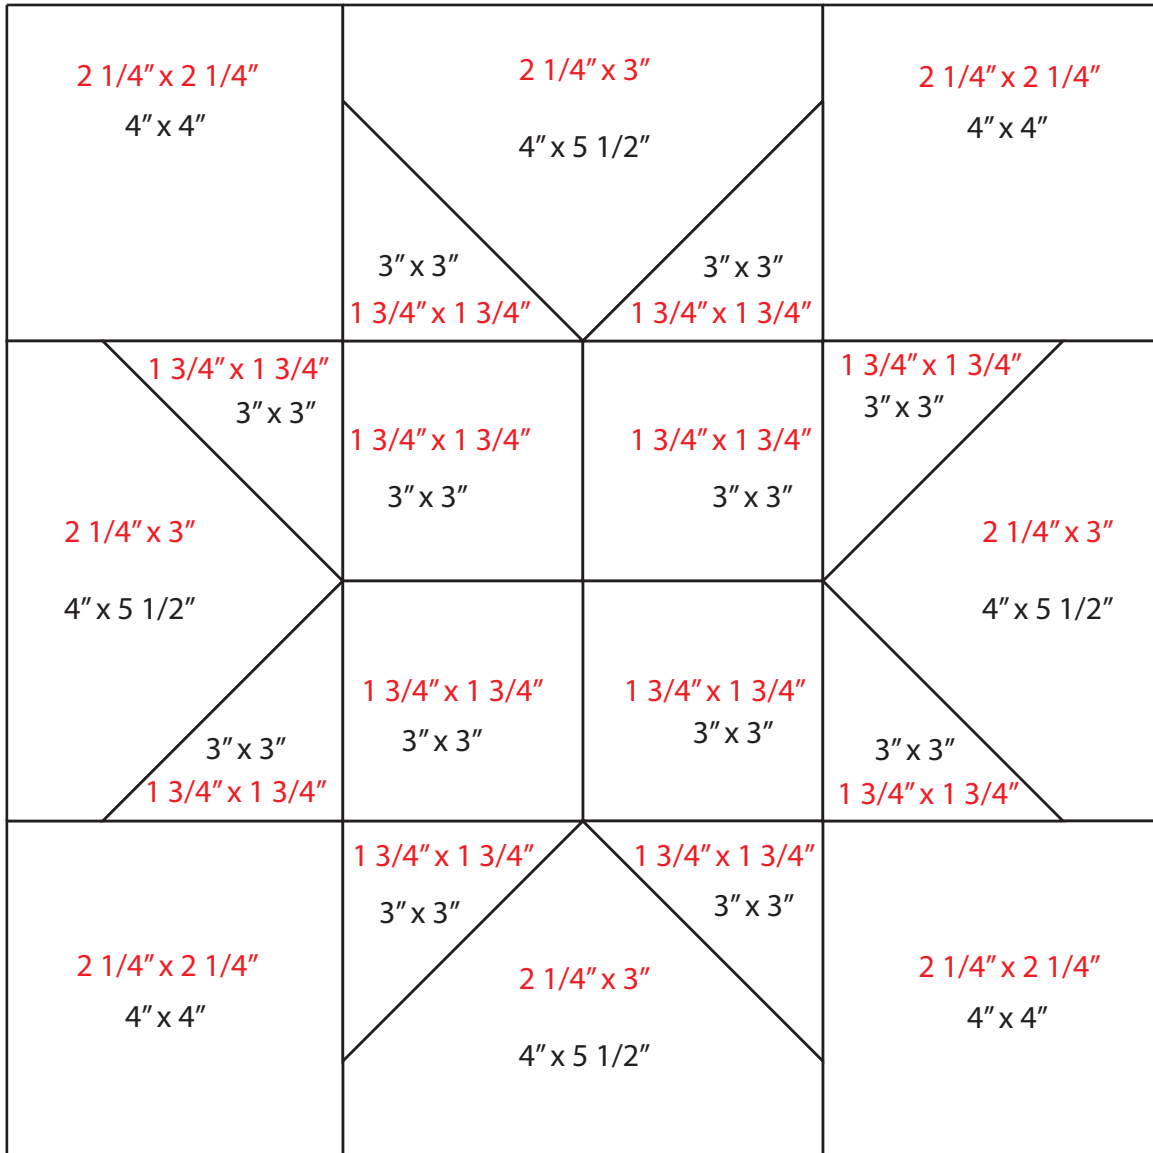 2 1/4” x 2 1/4”
4” x 4”
2 1/4” x 3”
4” x 5 1/2”
2 1/4” x 2 1/4”
4” x 4”
3” x 3”
1 3/4” x 1 3/4”
3” x 3”
1 3/4” x 1 3/4”
1 3/4” x 1 3/4”
3” x 3”
1 3/4” x 1 3/4”
3” x 3”
1 3/4” x 1 3/4”
3” x 3”
1 3/4” x 1 3/4”
3” x 3”
2 1/4” x 3”
4” x 5 1/2”
2 1/4” x 3”
4” x 5 1/2”
3” x 3”
1 3/4” x 1 3/4”
1 3/4” x 1 3/4”
3” x 3”
1 3/4” x 1 3/4”
3” x 3”
3” x 3”
1 3/4” x 1 3/4”
1 3/4” x 1 3/4”
3” x 3”
1 3/4” x 1 3/4”
3” x 3”
2 1/4” x 2 1/4”
4” x 4”
2 1/4” x 3”
4” x 5 1/2”
2 1/4” x 2 1/4”
4” x 4”